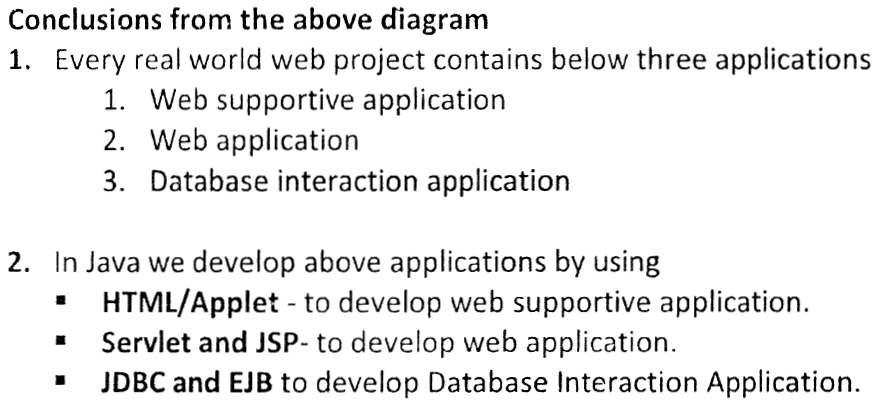 Conclusions from the above diagram
1. Every real world web project contains below three applications
1. Web supportive application
2. Web application
3. Database interaction application
2. In Java we develop above applications by using
▪ HTML/Applet - to develop web supportive application.
▪ Servlet and JSP- to develop web application.
▪ JDBC and EJB to develop Database Interaction Application.